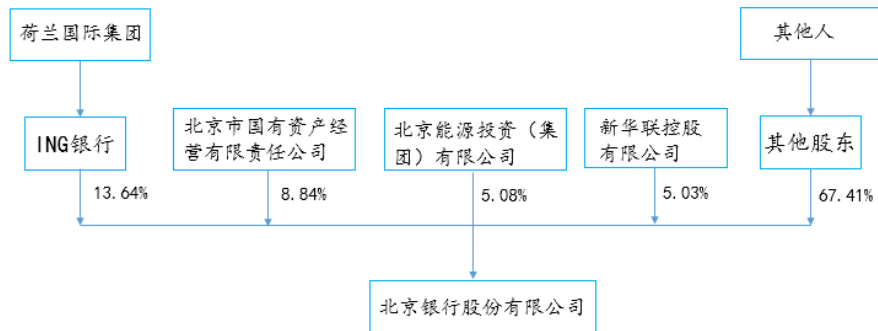 荷兰国际集团
其他人
ING银行
北京市国有资产经
营有限责任公司
北京能源投资（集
团）有限公司
新华联控股
有限公司
其他股东
13.64%
8.84%
5.08%
5.03%
67.41%
北京银行股份有限公司